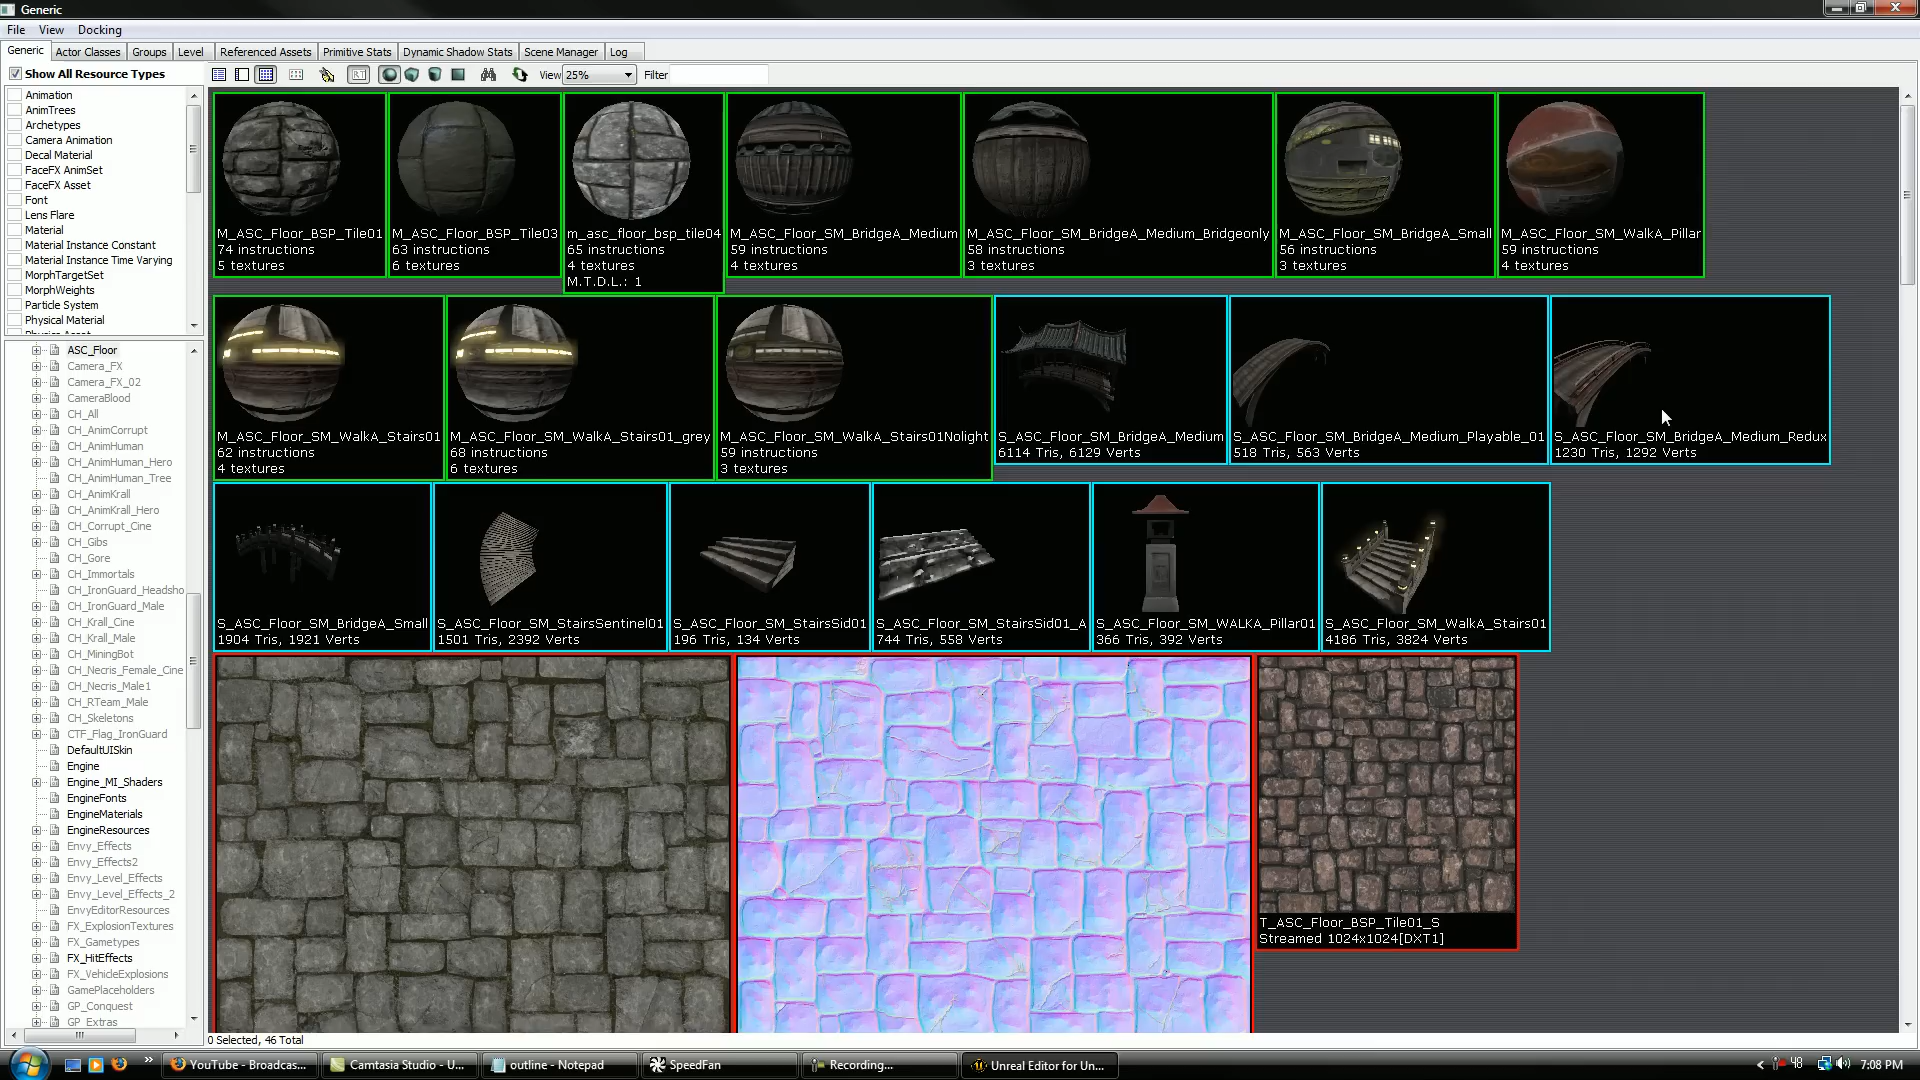 Generic
File View Docking
Generic Actor Classes Groups Level Referenced Assets Primitive Stats Dynamic Shadow Stats Scene Manager Log
Show All Resource Types
RT View 25% Filter
Animation
AnimTrees
Archetypes
Camera Animation
Decal Material
FaceFX AnimSet
FaceFX Asset
Font
Lens Flare
Material
Material Instance Constant
Material Instance Time Varying
MorphTargetSet
MorphWeights
Particle System
Physical Material
ASC_Floor
Camera_FX
Camera_FX_02
CameraBlood
CH_All
CH_AnimCorrupt
CH_AnimHuman
CH_AnimHuman_Hero
CH_AnimHuman_Tree
CH_AnimKrall
CH_AnimKrall_Hero
CH_Corrupt_Cine
CH_Gibs
CH_Gore
CH_Immortals
CH_IronGuard_Headsho
CH_IronGuard_Male
CH_Krall_Cine
CH_Krall_Male
CH_MiningBot
CH_Necris_Female_Cine
CH_Necris_Male1
CH_RTeam_Male
CH_Skeletons
CTF_Flag_IronGuard
DefaultUISkin
Engine
Engine_MI_Shaders
EngineFonts
EngineMaterials
EngineResources
Envy_Effects
Envy_Effects2
Envy_Level_Effects
Envy_Level_Effects_2
EnvyEditorResources
FX_ExplosionTextures
FX_Gametypes
FX_HitEffects
FX_VehicleExplosions
GamePlaceholders
GP_Conquest
GP_Extras
M_ASC_Floor_BSP_Tile01
74 instructions
5 textures
M_ASC_Floor_BSP_Tile03
63 instructions
6 textures
m_asc_floor_bsp_tile04
65 instructions
4 textures
M.T.D.L.: 1
M_ASC_Floor_SM_BridgeA_Medium
59 instructions
4 textures
M_ASC_Floor_SM_BridgeA_Medium_Bridgeonly
58 instructions
3 textures
M_ASC_Floor_SM_BridgeA_Small
56 instructions
3 textures
M_ASC_Floor_SM_WalkA_Pillar
59 instructions
4 textures
M_ASC_Floor_SM_WalkA_Stairs01
62 instructions
4 textures
M_ASC_Floor_SM_WalkA_Stairs01_grey
68 instructions
6 textures
M_ASC_Floor_SM_WalkA_Stairs01Nolight
59 instructions
3 textures
S_ASC_Floor_SM_BridgeA_Medium
6114 Tris, 6129 Verts
S_ASC_Floor_SM_BridgeA_Medium_Playable_01
518 Tris, 563 Verts
S_ASC_Floor_SM_BridgeA_Medium_Redux
1230 Tris, 1292 Verts
S_ASC_Floor_SM_BridgeA_Small
1904 Tris, 1921 Verts
S_ASC_Floor_SM_StairsSentinel01
1501 Tris, 2392 Verts
S_ASC_Floor_SM_StairsSid01
196 Tris, 134 Verts
S_ASC_Floor_SM_StairsSid01_A
744 Tris, 558 Verts
S_ASC_Floor_SM_WALKA_Pillar01
366 Tris, 392 Verts
S_ASC_Floor_SM_WalkA_Stairs01
4186 Tris, 3824 Verts
T_ASC_Floor_BSP_Tile01_S
Streamed 1024x1024[DXT1]
0 Selected, 46 Total
YouTube - Broadcas... Camtasia Studio - U... outline - Notepad SpeedFan Recording... Unreal Editor for Un... 48 7:08 PM